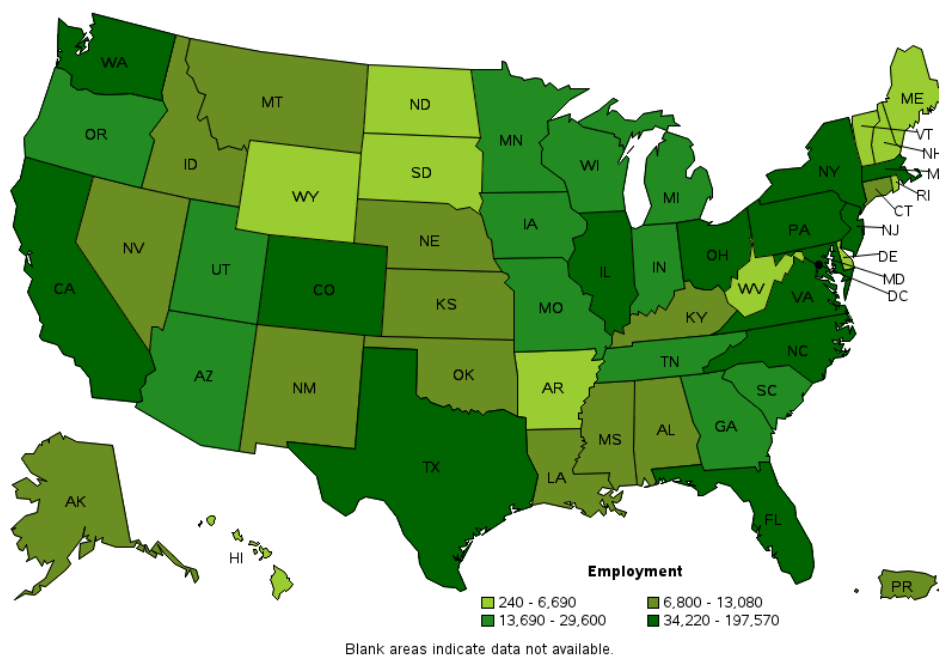 WA
MT
ND
ME
MN
VT
OR
NH
ID
WI
SD
NY
M
MI
RI
WY
CT
IA
PA
NJ
NE
NV
OH
DE
IL
IN
UT
MD
WV
CA
CO
VA
DC
KS
MO
KY
NC
TN
AZ
OK
NM
AR
SC
MS
AL
GA
TX
LA
AK
FL
HI
PR
Employment
240 - 6,690 6,800 - 13,080
13,690 - 29,600 34,220 - 197,570
Blank areas indicate data not available.